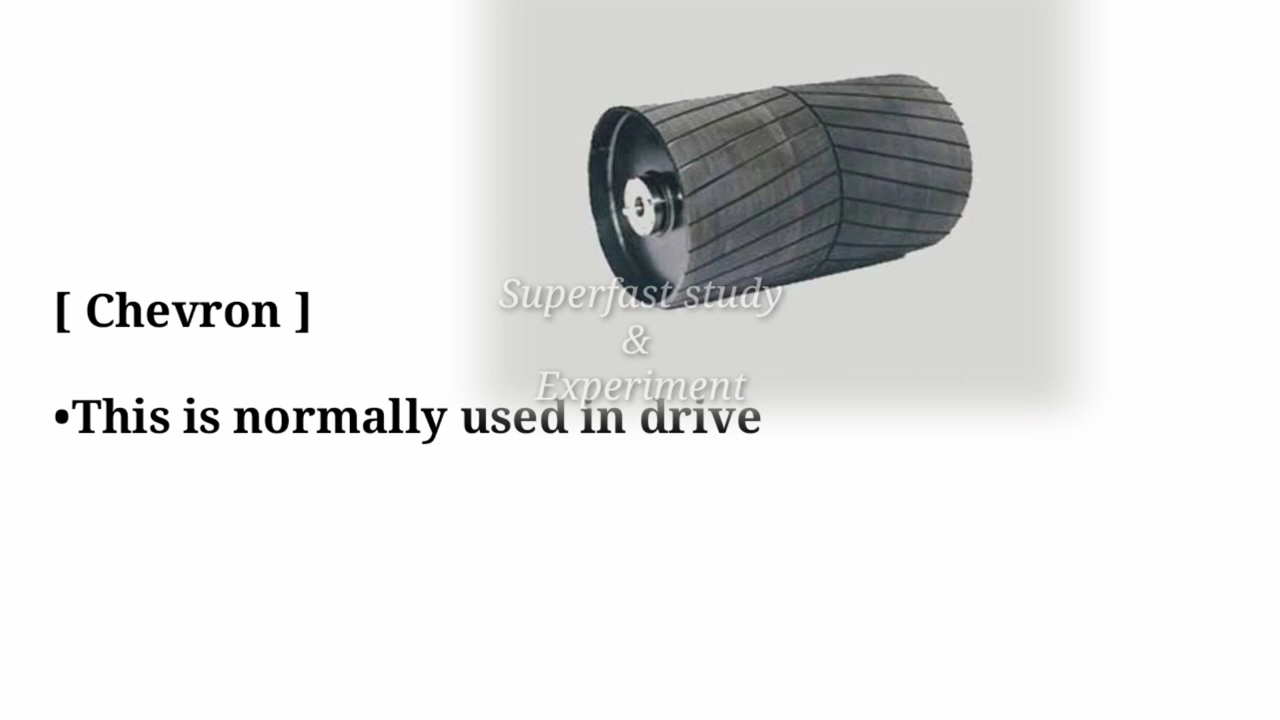 Superfast study
&
Experiment
[ Chevron ]
•This is normally used in drive